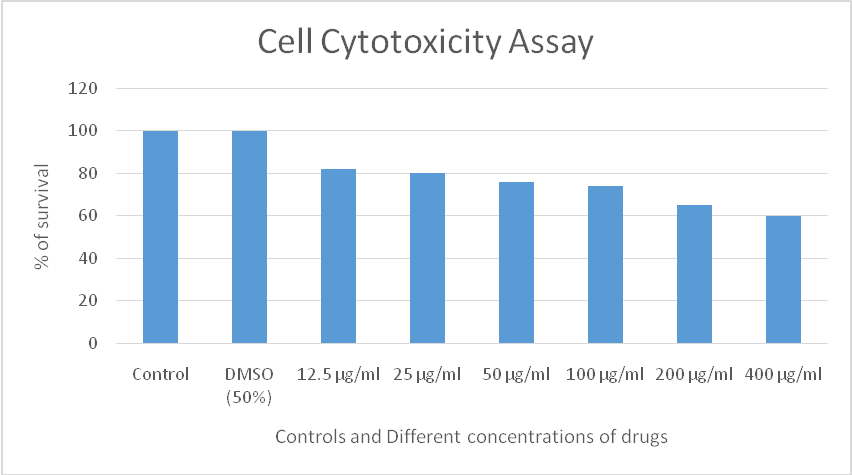 Cell Cytotoxicity Assay
120
100
80
60
40
20
0
% of survival
Control
DMSO
(50%)
12.5 µg/ml
25 µg/ml
50 µg/ml
100 µg/ml
200 µg/ml
400 µg/ml
Controls and Different concentrations of drugs